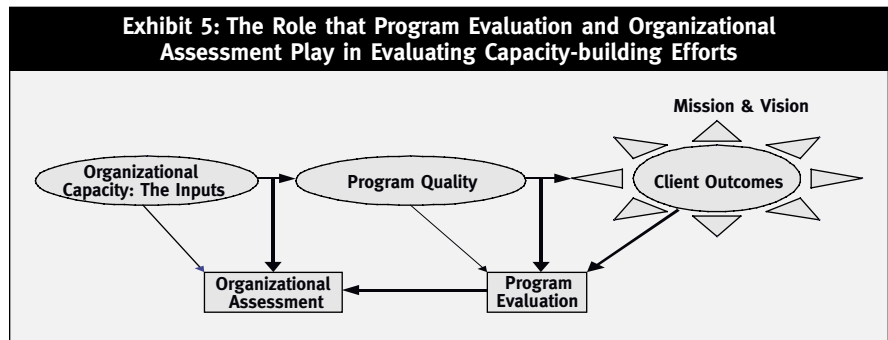 Exhibit 5: The Role that Program Evaluation and Organizational
Assessment Play in Evaluating Capacity-building Efforts
Mission & Vision
Organizational
Capacity: The Inputs
Program Quality
Client Outcomes
Organizational
Assessment
Program
Evaluation